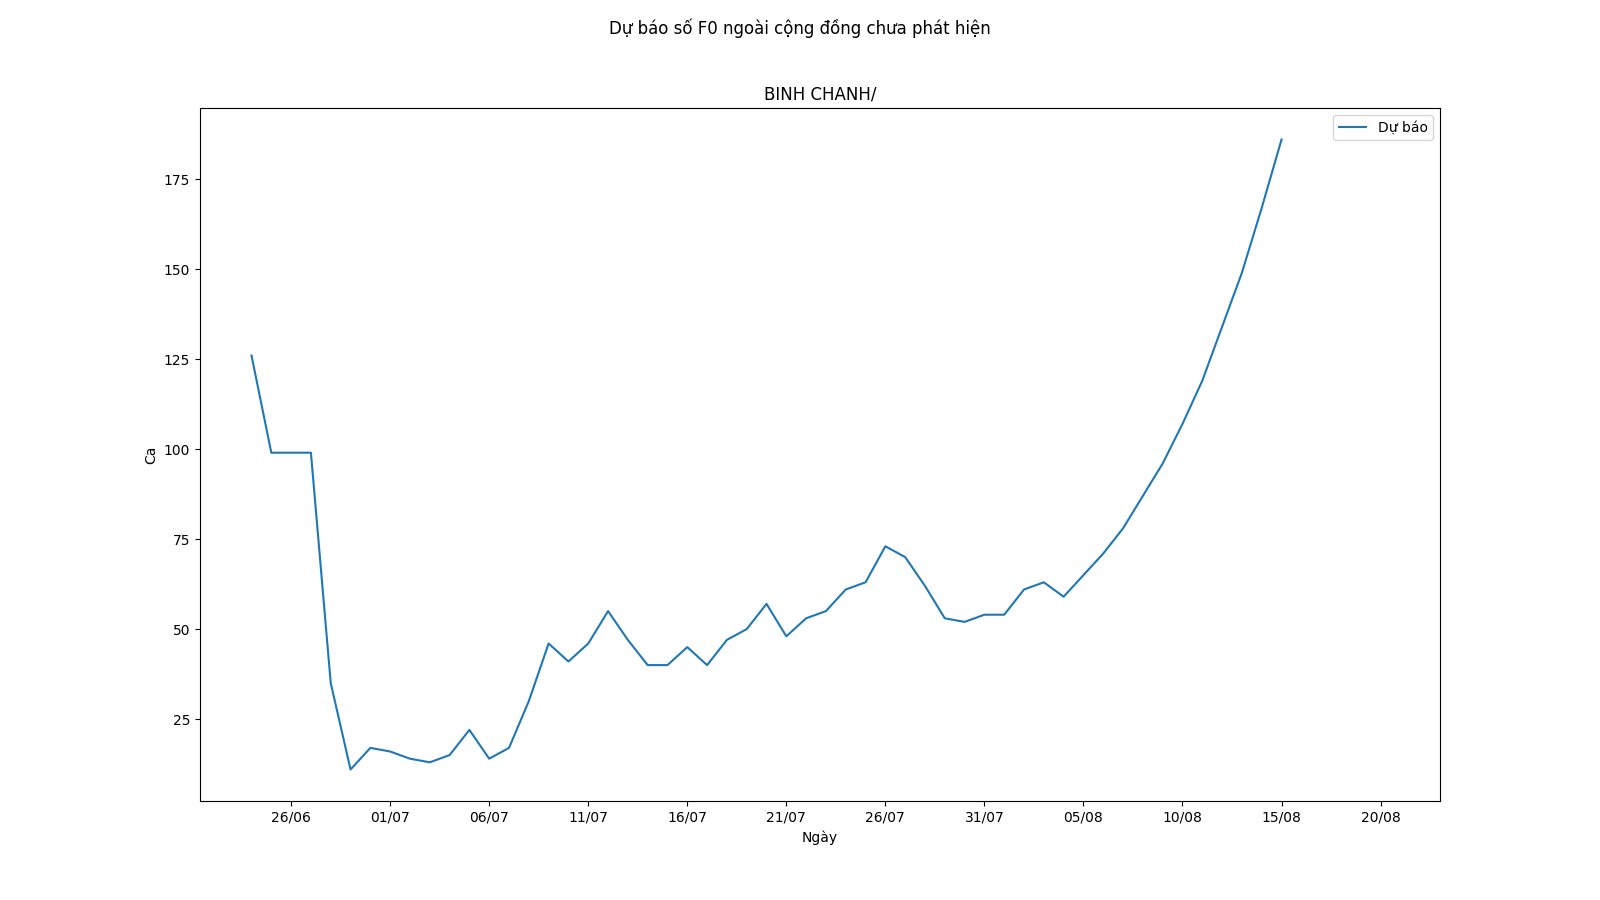 Dự báo số F0 ngoài cộng đồng chưa phát hiện
BINH CHANH/
Dự báo
175
150
125
100
75
50
25
Ca
26/06 01/07 06/07 11/07 16/07 21/07 26/07 31/07 05/08 10/08 15/08 20/08
Ngày